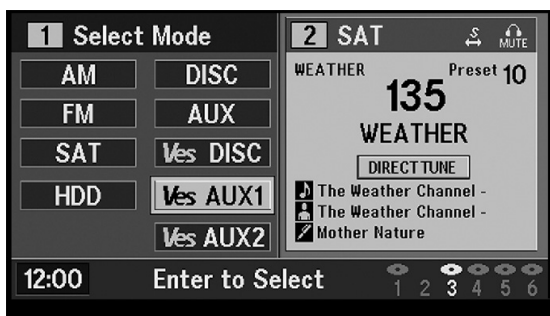 1 Select Mode
AM
DISC
FM
AUX
SAT
Ves DISC
HDD
Ves AUX1
Ves AUX2
2 SAT
S
MUTE
WEATHER
Preset 10
135
WEATHER
DIRECT TUNE
The Weather Channel -
The Weather Channel -
Mother Nature
12:00
Enter to Select
1 2 3 4 5 6